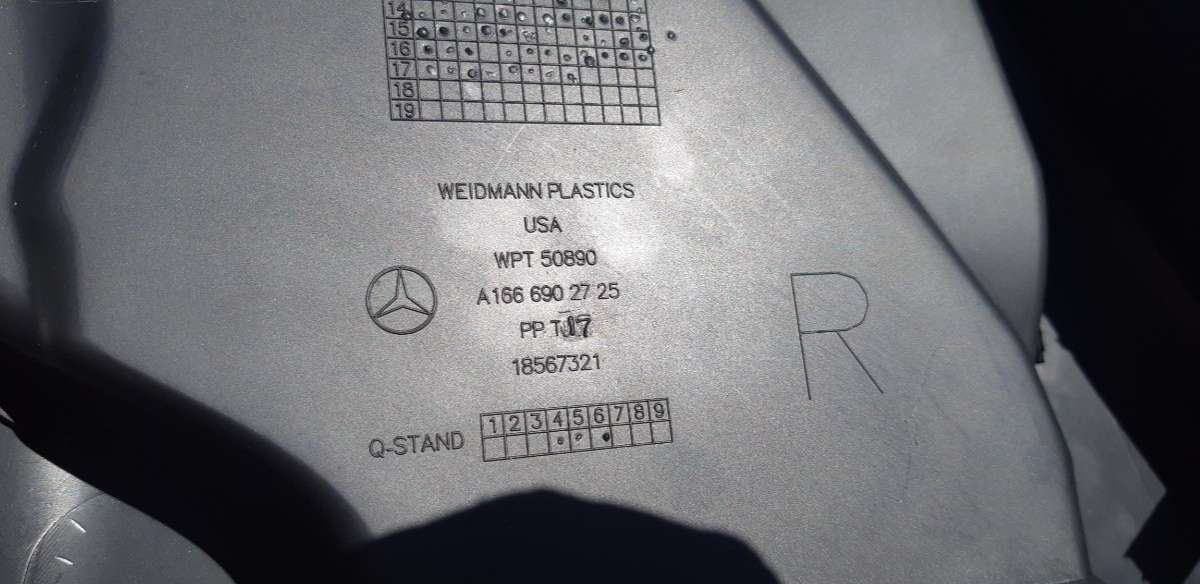 14
15
16
17
18
19
WEIDMANN PLASTICS
USA
WPT 50890
A166 690 27 25
PP T17
18567321
R
1 2 3 4 5 6 7 8 9
Q-STAND